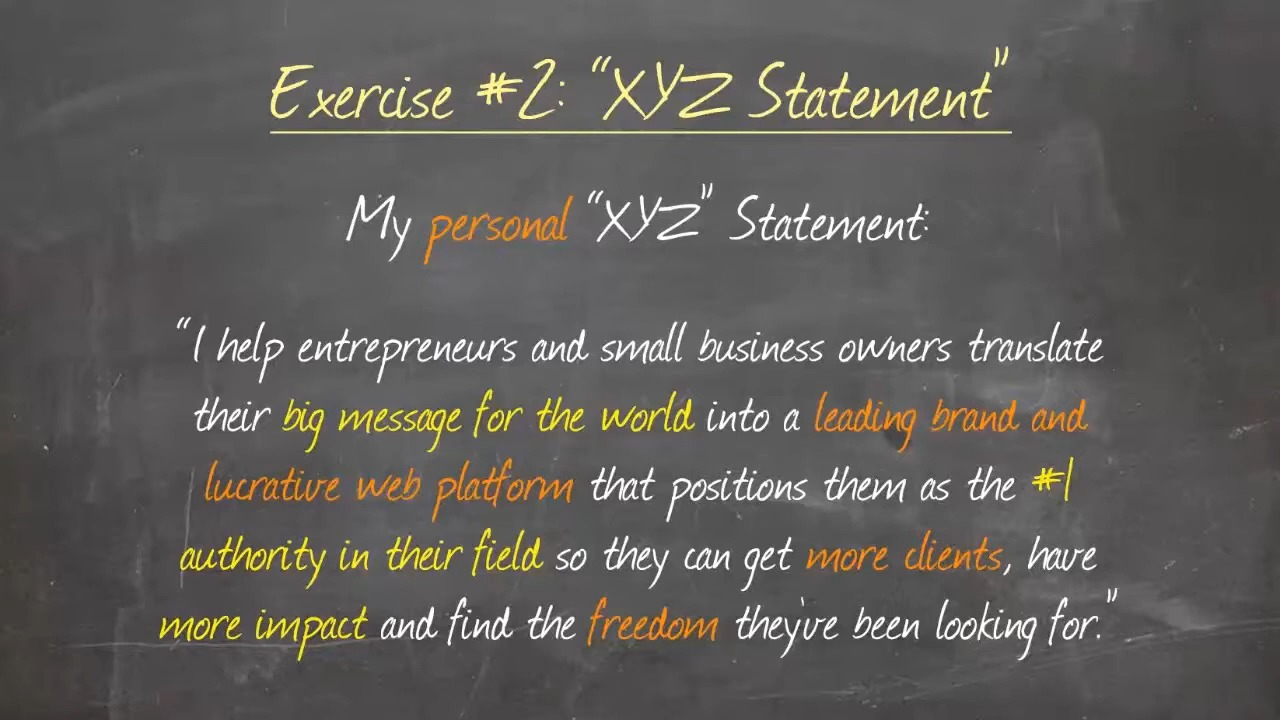 Exercise #2: "XYZ Statement"
My personal "XYZ" Statement:
"I help entrepreneurs and small business owners translate
their big message for the world into a leading brand and
lucrative web platform that positions them as the #1
authority in their field so they can get more clients, have
more impact and find the freedom they've been looking for."